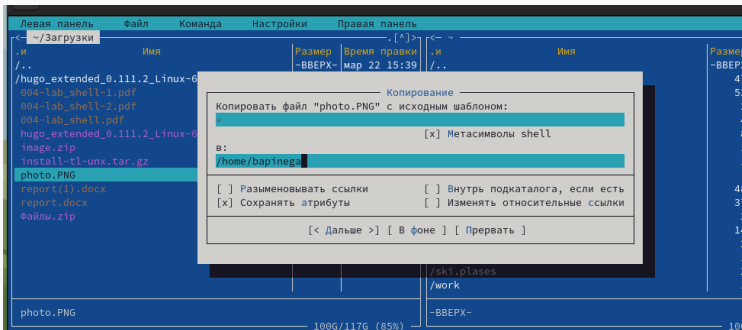 Левая панель Файл Команда Настройки Правая панель
<─ ~/Загрузки .[^]> <─ ~
.и Имя Размер Время правки .и Имя Разме
/.. -ВВЕРХ- мар 22 15:39 /.. -ВВЕР
/hugo_extended_0.111.2_Linux-6
004-lab_shell-1.pdf
004-lab_shell-2.pdf
004-lab_shell.pdf
hugo_extended_0.111.2_Linux-6
image.zip
install-tl-unx.tar.gz
photo.PNG
report(1).docx
report.docx
Файлы.zip
Копирование
Копировать файл "photo.PNG" с исходным шаблоном:
*
[x] Метасимволы shell
в:
/home/bapinega
[ ] Разыменовывать ссылки [ ] Внутрь подкаталога, если есть
[x] Сохранять атрибуты [ ] Изменять относительные ссылки
[< Дальше >] [ В фоне ] [ Прервать ]
/ski.plases
/work
photo.PNG -ВВЕРХ-
100G/117G (85%) 10